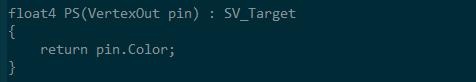 float4 PS(VertexOut pin) : SV_Target
{
    return pin.Color;
}